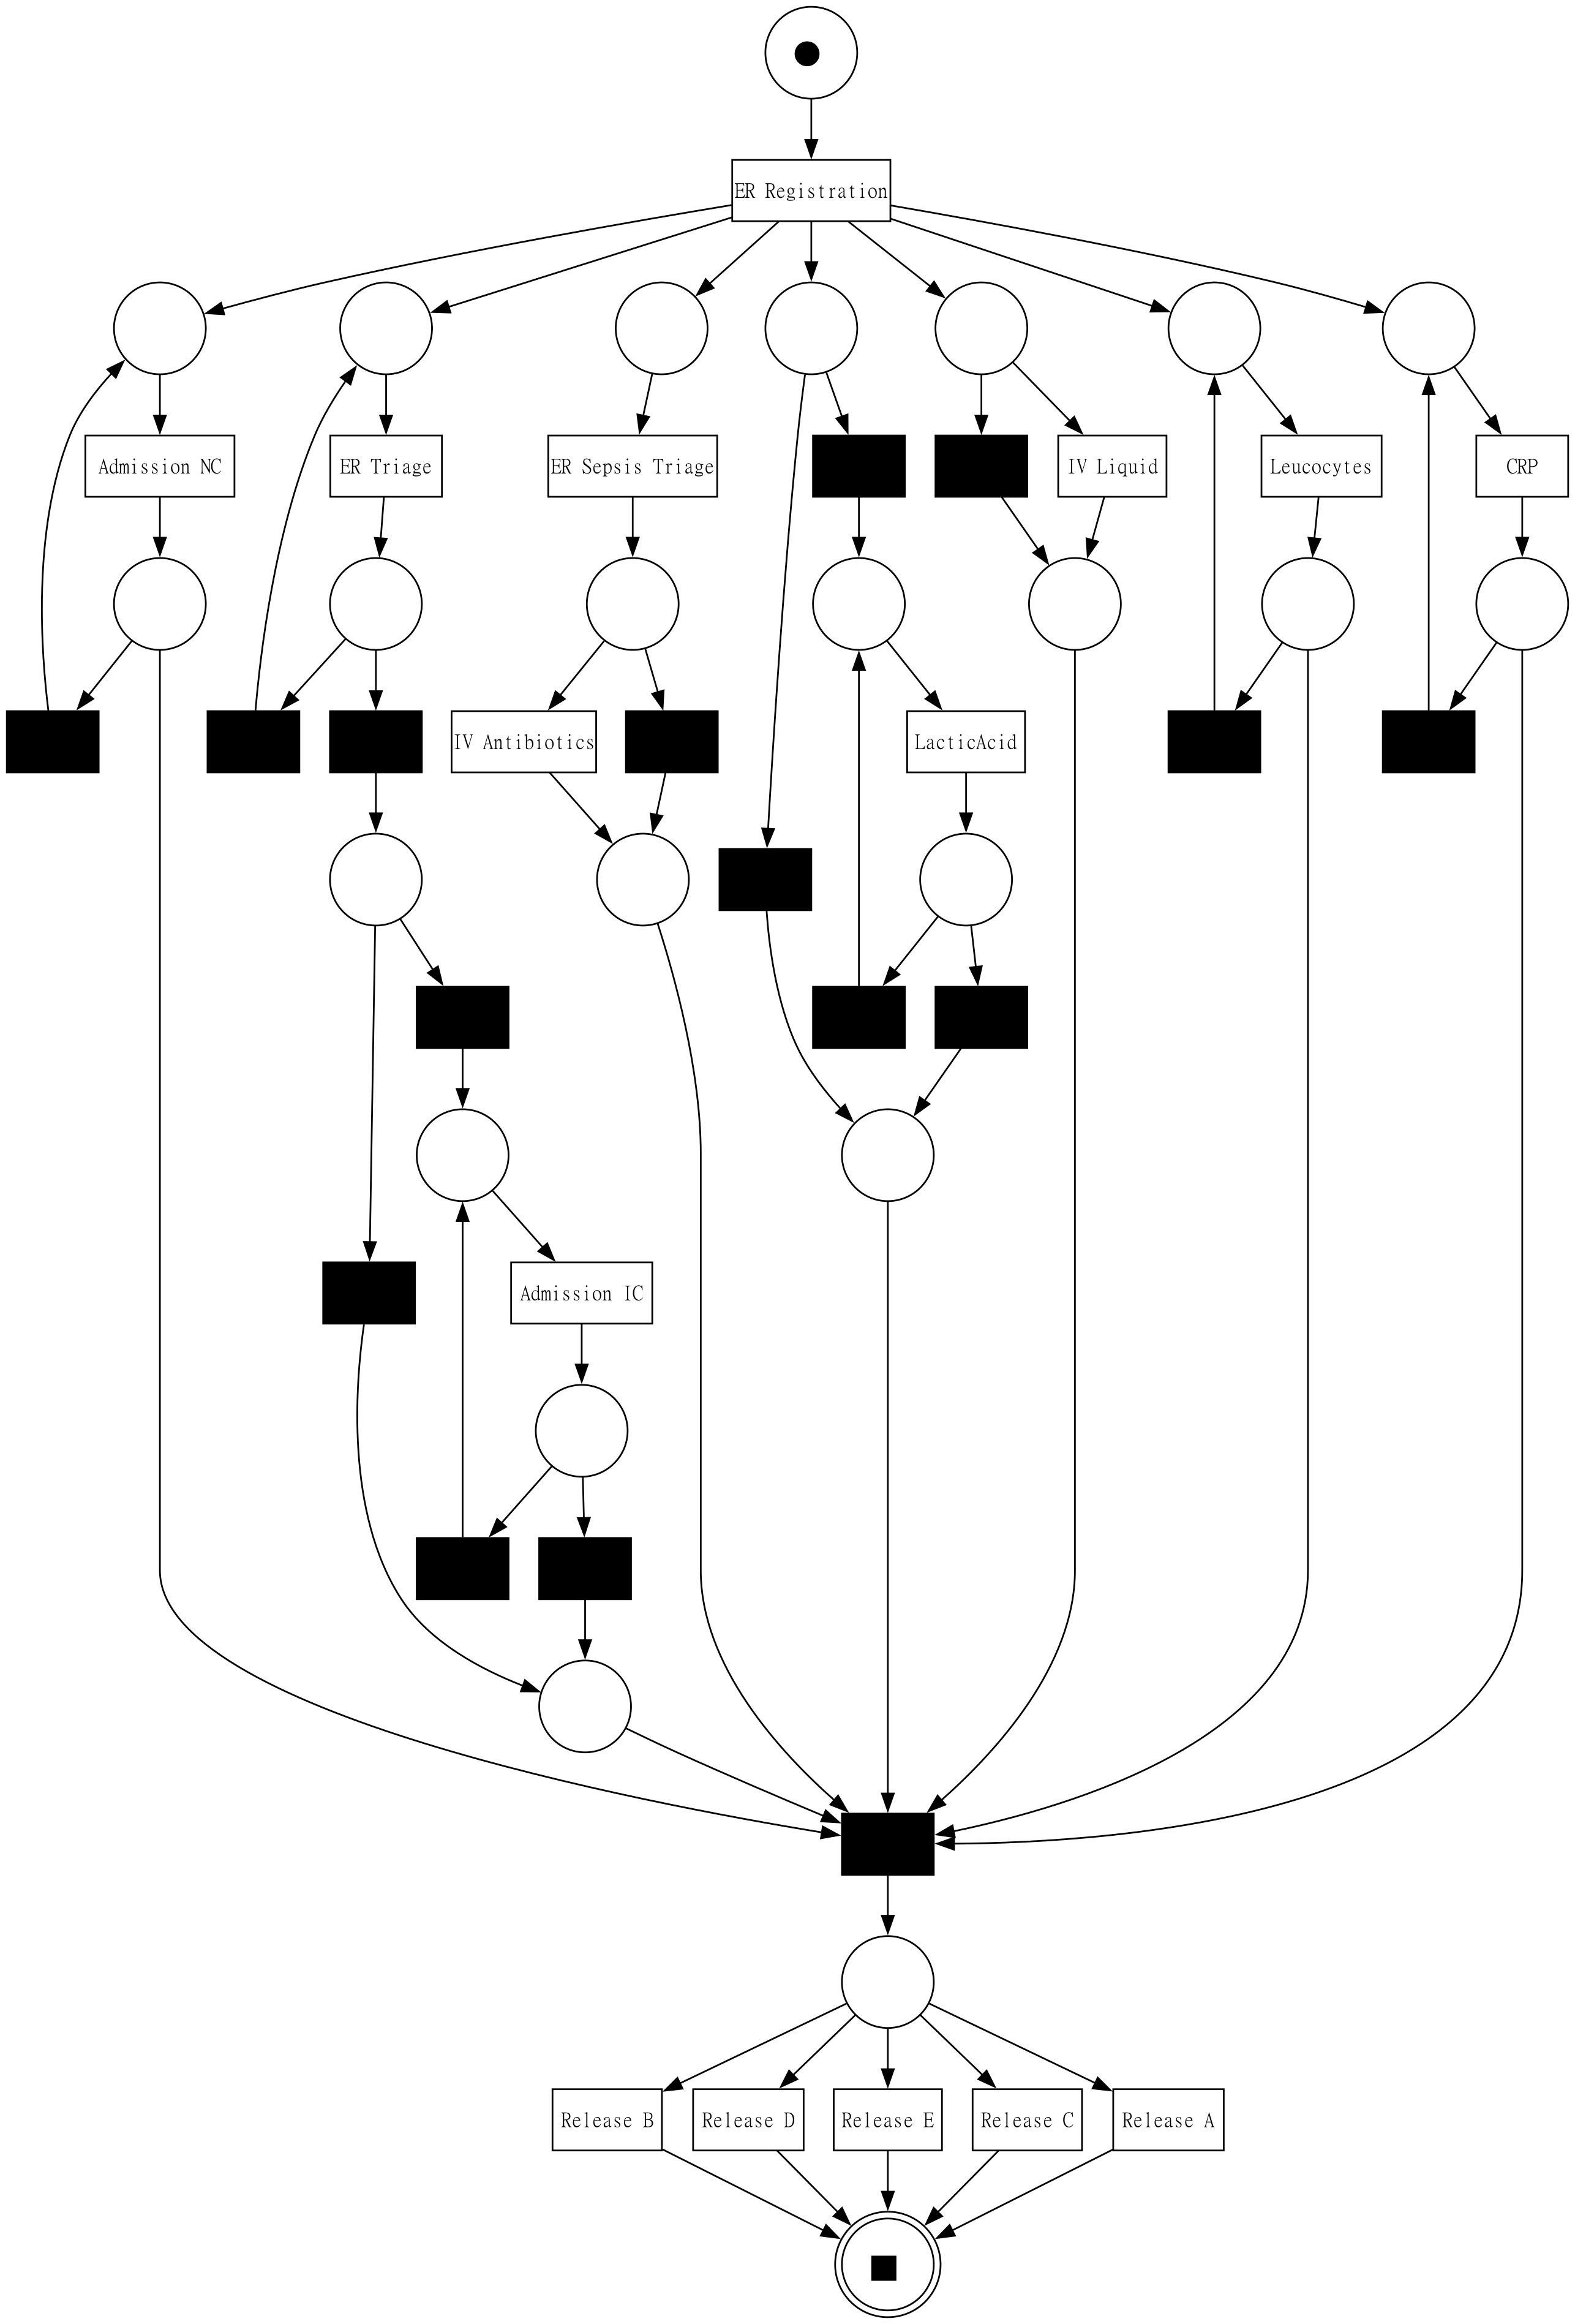 ER Registration
Admission NC
ER Triage
ER Sepsis Triage
IV Liquid
Leucocytes
CRP
IV Antibiotics
LacticAcid
Admission IC
Release B
Release D
Release E
Release C
Release A